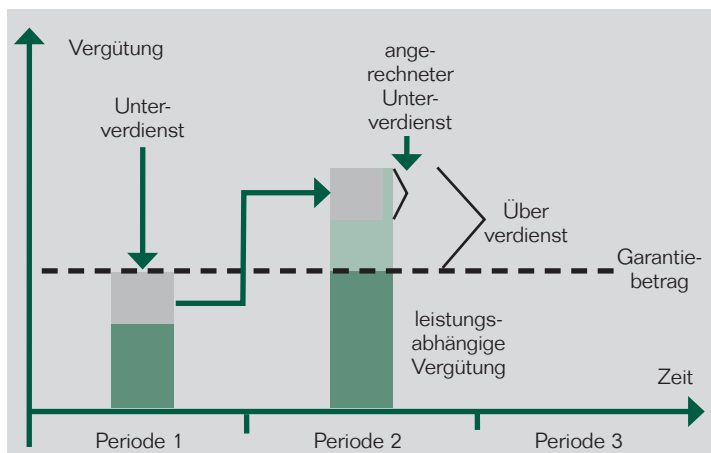 Vergütung
Unter-
verdienst
ange-
rechneter
Unter-
verdienst
Über
verdienst
Garantie-
betrag
leistungs-
abhängige
Vergütung
Zeit
Periode 1
Periode 2
Periode 3